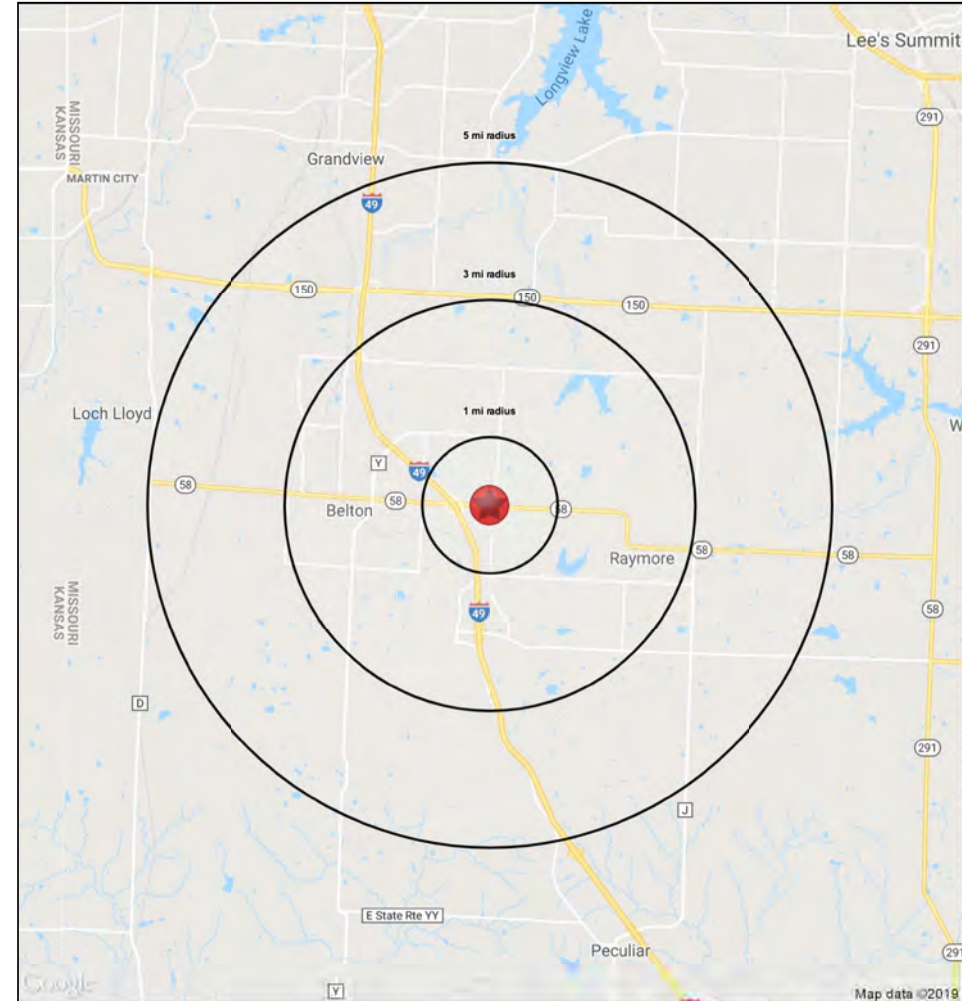 Lee's Summit
Longview Lake
291
MISSOURI
KANSAS
5 mi radius
Grandview
MARTIN CITY
49
3 mi radius
150
150
150
291
1 mi radius
Loch Lloyd
W
Y
49
58
58
58
Belton
Raymore
58
58
MISSOURI
KANSAS
49
58
D
291
J
E State Rte YY
Peculiar
291
Google
Y
Map data ©2019